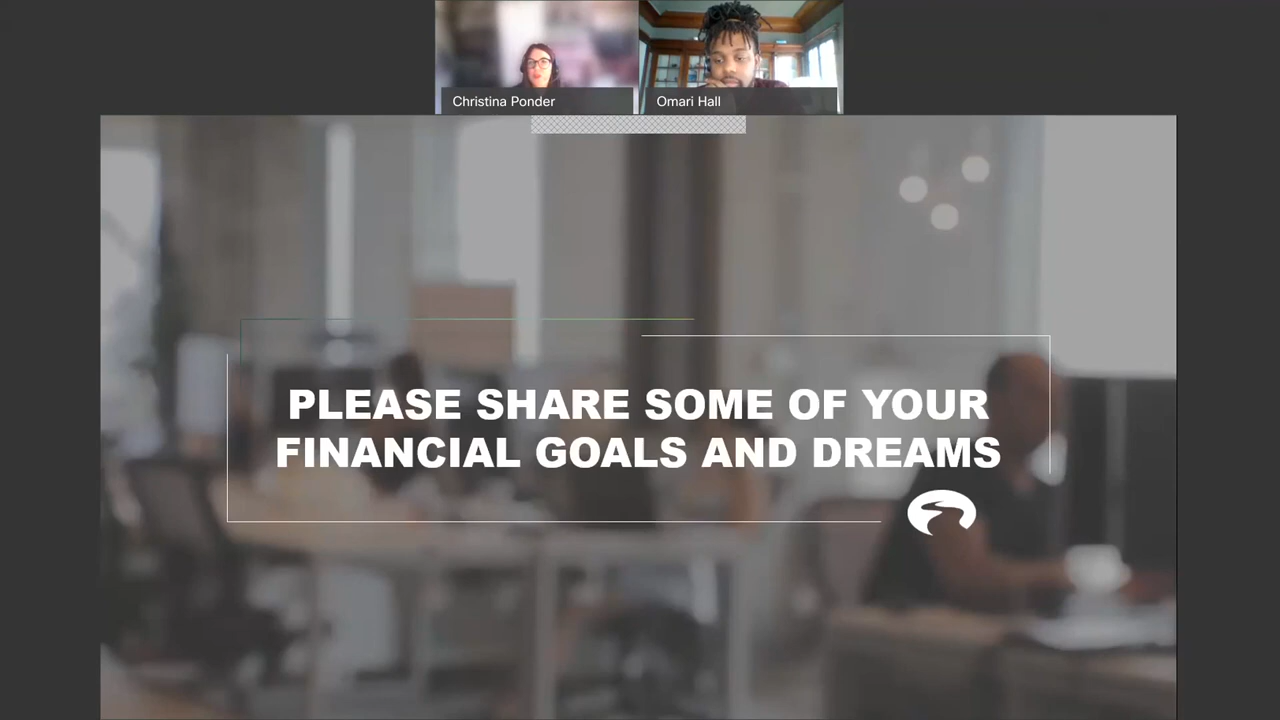 Christina Ponder
Omari Hall
PLEASE SHARE SOME OF YOUR
FINANCIAL GOALS AND DREAMS